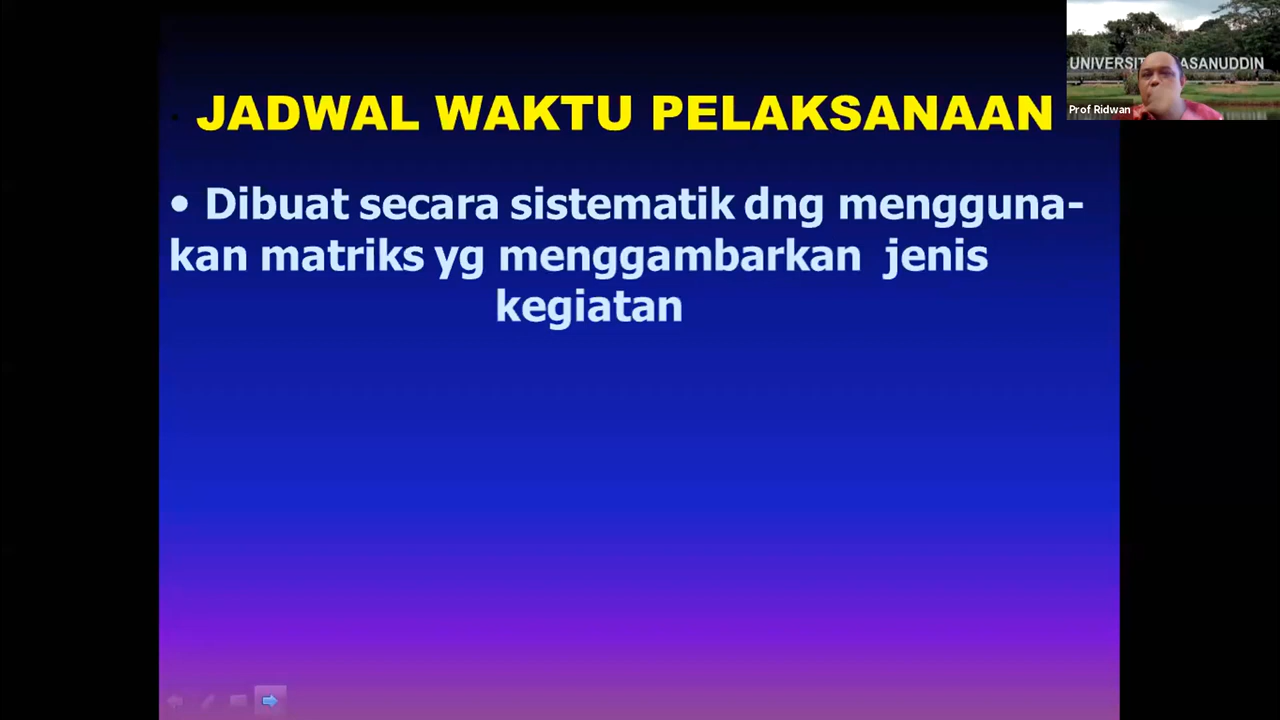 UNIVERSIT ASANUDDIN
Prof Ridwan
JADWAL WAKTU PELAKSANAAN
• Dibuat secara sistematik dng mengguna-
kan matriks yg menggambarkan jenis
kegiatan